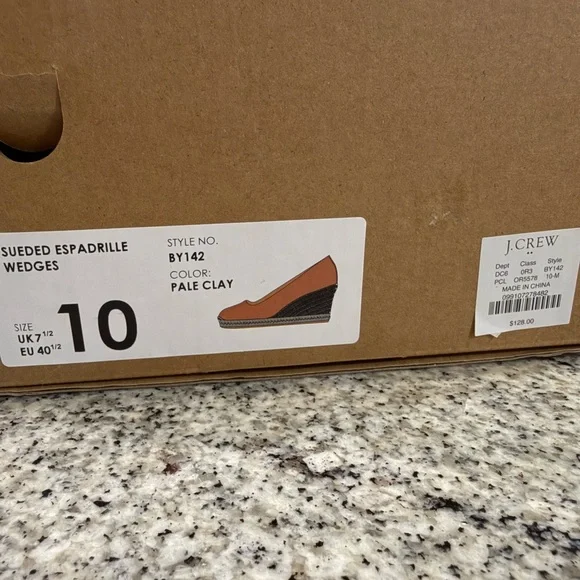 SUEDED ESPADRILLE
WEDGES
STYLE NO.
BY142
COLOR:
PALE CLAY
SIZE
UK7 1/2
EU 40 1/2
10
J.CREW
Dept Class Style
DC6 0R3 BY142
PCL OR5578 10-M
MADE IN CHINA
099107278482
$128.00